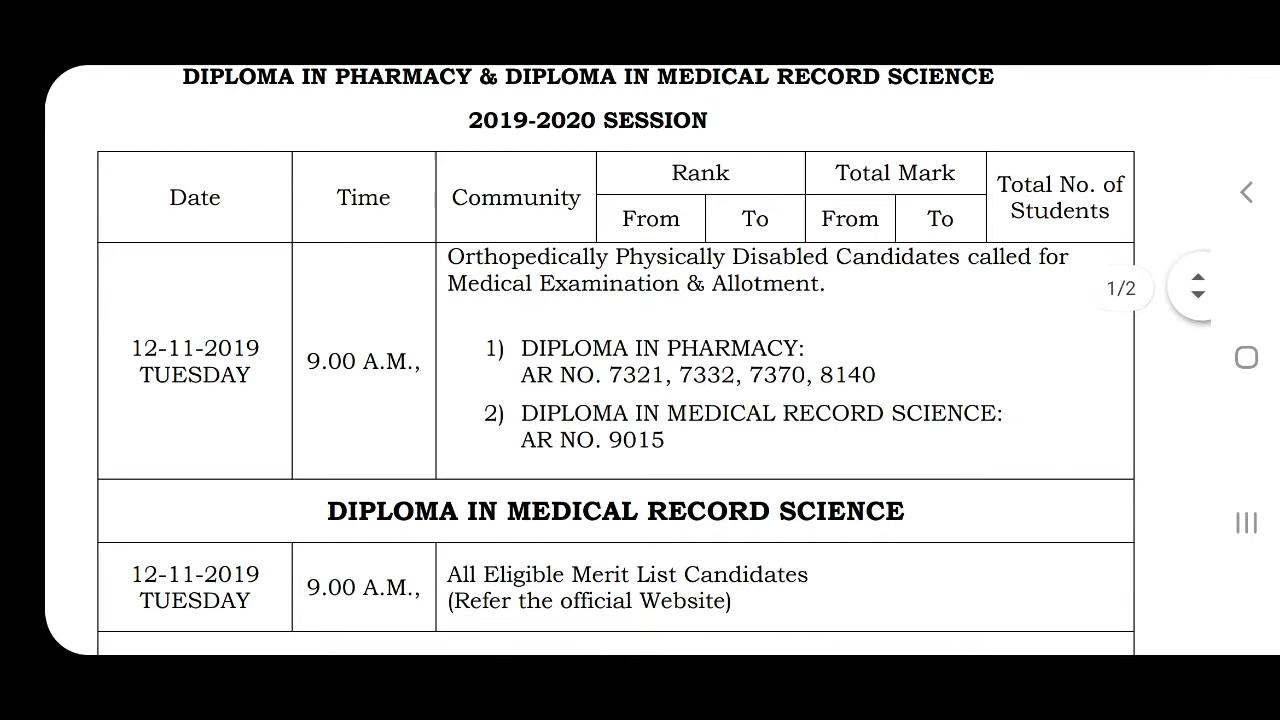 DIPLOMA IN PHARMACY & DIPLOMA IN MEDICAL RECORD SCIENCE
2019-2020 SESSION
Date
Time
Community
Rank
Total Mark
Total No. of
Students
From
To
From
To
12-11-2019
TUESDAY
9.00 A.M.,
Orthopedically Physically Disabled Candidates called for
Medical Examination & Allotment.
1) DIPLOMA IN PHARMACY:
AR NO. 7321, 7332, 7370, 8140
2) DIPLOMA IN MEDICAL RECORD SCIENCE:
AR NO. 9015
1/2
DIPLOMA IN MEDICAL RECORD SCIENCE
12-11-2019
TUESDAY
9.00 A.M.,
All Eligible Merit List Candidates
(Refer the official Website)